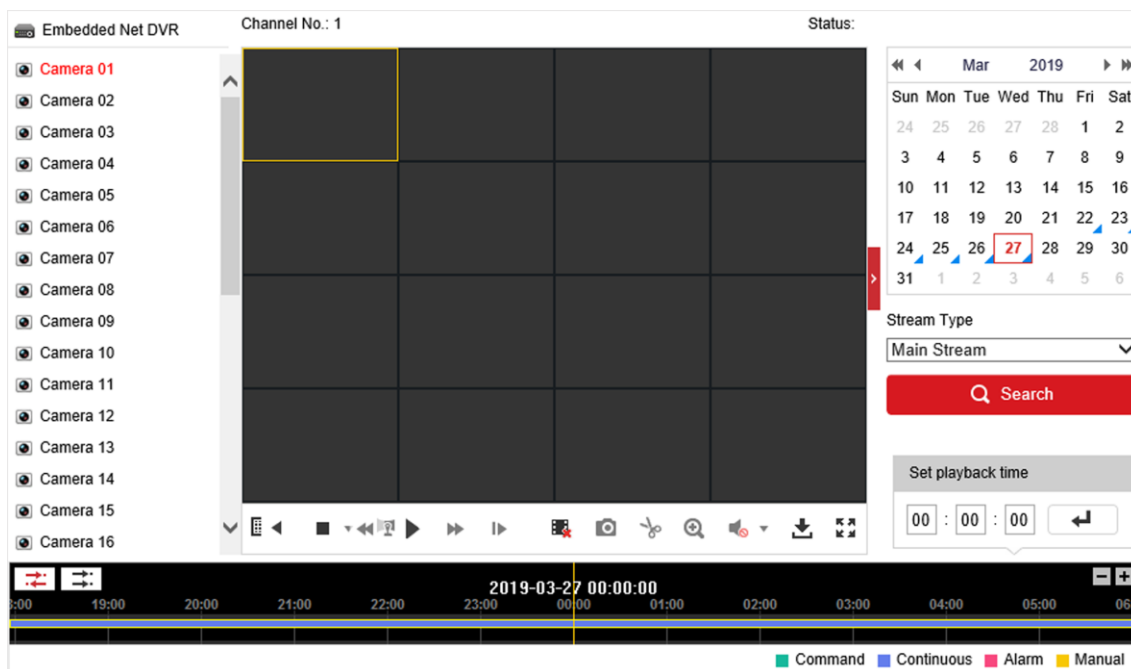 Embedded Net DVR
Channel No.: 1
Status:
Camera 01
Camera 02
Camera 03
Camera 04
Camera 05
Camera 06
Camera 07
Camera 08
Camera 09
Camera 10
Camera 11
Camera 12
Camera 13
Camera 14
Camera 15
Camera 16
Mar 2019
Sun Mon Tue Wed Thu Fri Sat
24 25 26 27 28 1 2
3 4 5 6 7 8 9
10 11 12 13 14 15 16
17 18 19 20 21 22 23
24 25 26 27 28 29 30
31 1 2 3 4 5 6
Stream Type
Main Stream
Search
Set playback time
00 : 00 : 00
2019-03-27 00:00:00
:00 19:00 20:00 21:00 22:00 23:00 00:00 01:00 02:00 03:00 04:00 05:00 06
Command Continuous Alarm Manual